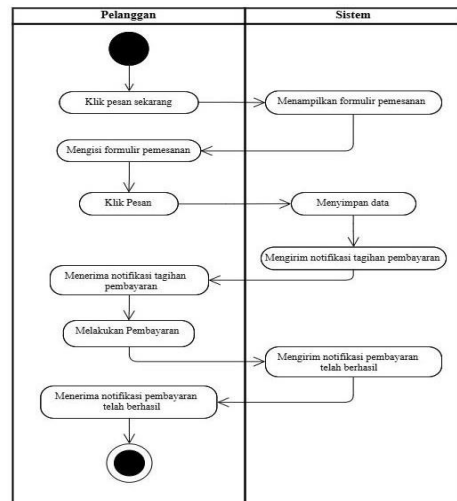 Pelanggan
Sistem
Klik pesan sekarang
Menampilkan formulir pemesanan
Mengisi formulir pemesanan
Klik Pesan
Menyimpan data
Mengirim notifikasi tagihan pembayaran
Menerima notifikasi tagihan
pembayaran
Melakukan Pembayaran
Mengirim notifikasi pembayaran
telah berhasil
Menerima notifikasi pembayaran
telah berhasil